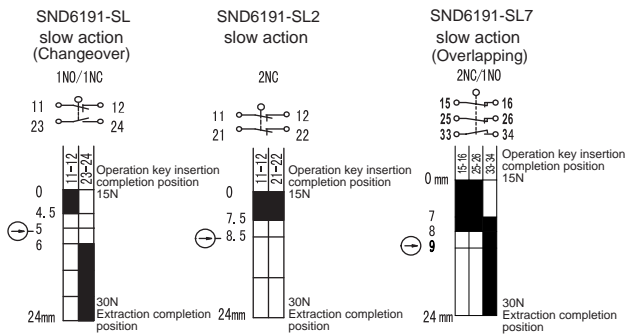 SND6191-SL
slow action
(Changeover)
1NO/1NC
11 12
23 24
11-12
23-24
Operation key insertion
completion position
15N
0
4.5
5
6
24mm
30N
Extraction completion
position
SND6191-SL2
slow action
2NC
11 12
21 22
11-12
21-22
Operation key insertion
completion position
15N
0
7.5
8.5
24mm
30N
Extraction completion
position
SND6191-SL7
slow action
(Overlapping)
2NC/1NO
15 16
25 26
33 34
15-16
25-26
33-34
Operation key insertion
completion position
15N
0 mm
7
8
9
24 mm
30N
Extraction completion
position